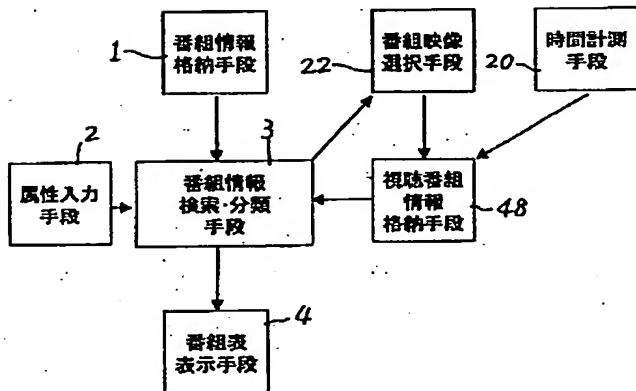 1
番組情報
格納手段
22
番組映像
選択手段
20
時間計測
手段
2
属性入力
手段
3
番組情報
検索・分類
手段
視聴番組
情報
格納手段
48
4
番組表
表示手段